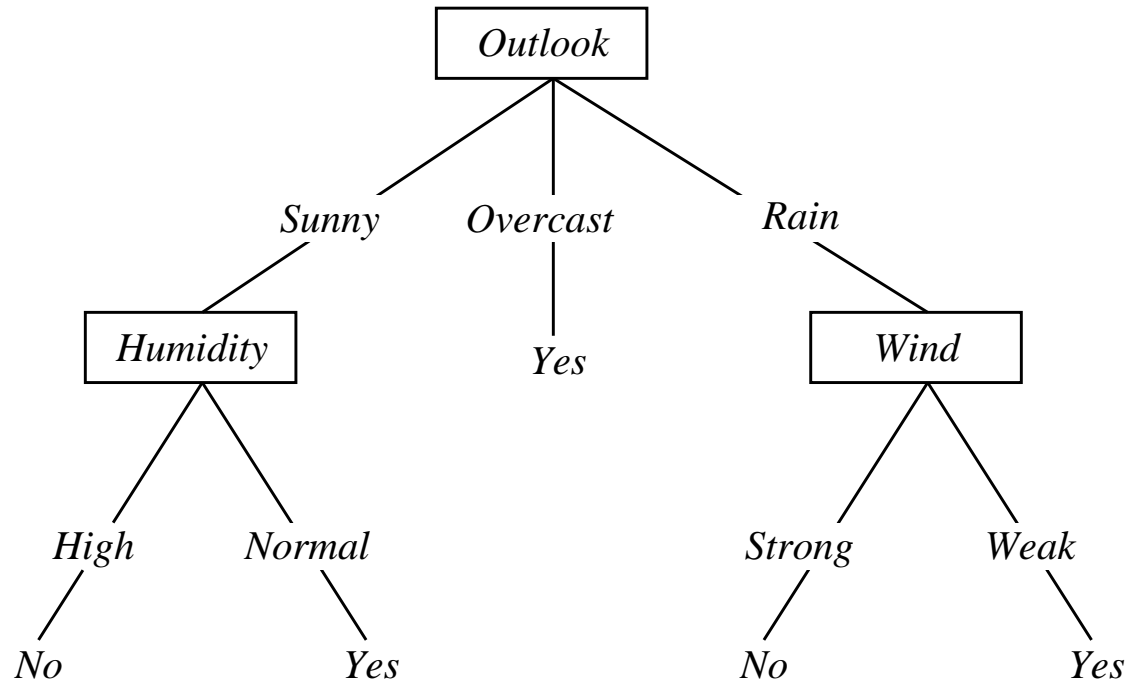 Outlook
Sunny Overcast Rain
Humidity Yes Wind
High Normal Strong Weak
No Yes No Yes